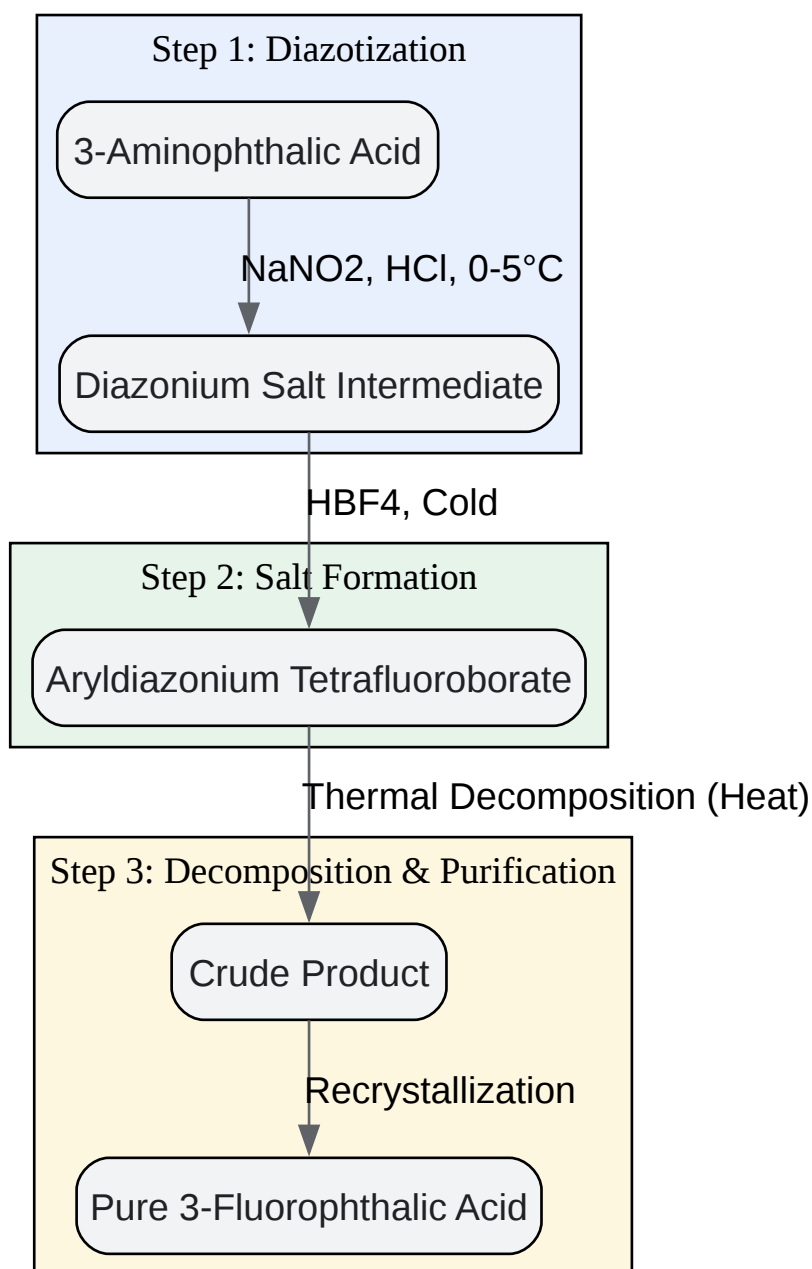 Step 1: Diazotization
3-Aminophthalic Acid
NaNO2, HCl, 0-5°C
Diazonium Salt Intermediate
HBF4, Cold
Step 2: Salt Formation
Aryldiazonium Tetrafluoroborate
Thermal Decomposition (Heat)
Step 3: Decomposition & Purification
Crude Product
Recrystallization
Pure 3-Fluorophthalic Acid